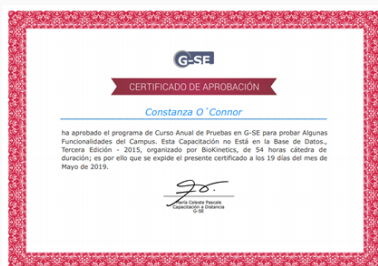 G-SE
CERTIFICADO DE APROBACIÓN
Constanza O´Connor
ha aprobado el programa de Curso Anual de Pruebas en G-SE para probar Algunas
Funcionalidades del Campus. Esta Capacitación no Está en la Base de Datos.,
Tercera Edición - 2015, organizado por BioKinetics, de 54 horas cátedra de
duración; es por ello que se expide el presente certificado a los 19 días del mes de
Mayo de 2019.
María Celeste Pascale
Capacitación a Distancia
G-SE